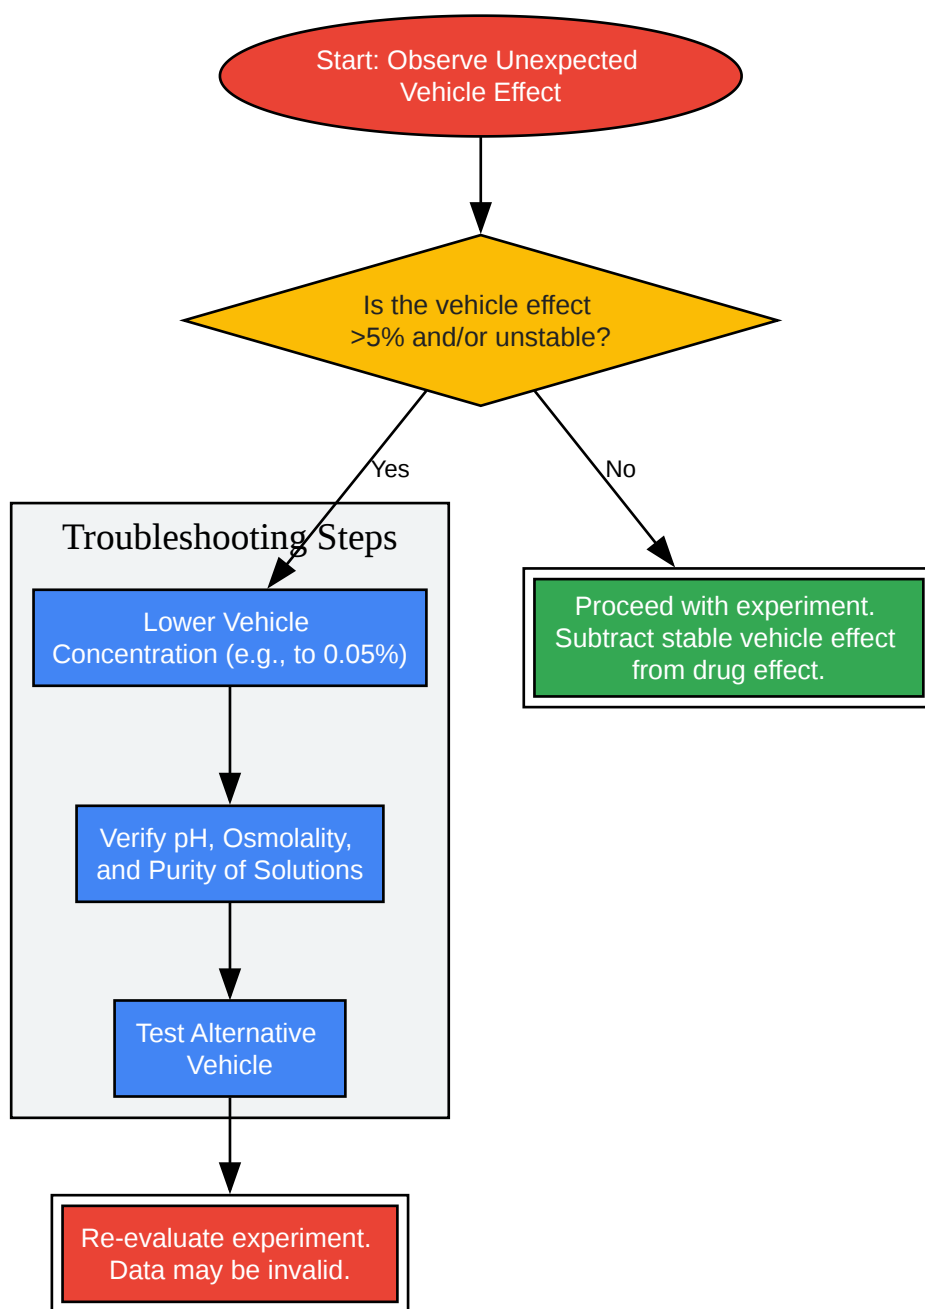 Start: Observe Unexpected
Vehicle Effect
Is the vehicle effect
>5% and/or unstable?
Yes
No
Troubleshooting Steps
Lower Vehicle
Concentration (e.g., to 0.05%)
Proceed with experiment.
Subtract stable vehicle effect
from drug effect.
Verify pH, Osmolality,
and Purity of Solutions
Test Alternative
Vehicle
Re-evaluate experiment.
Data may be invalid.